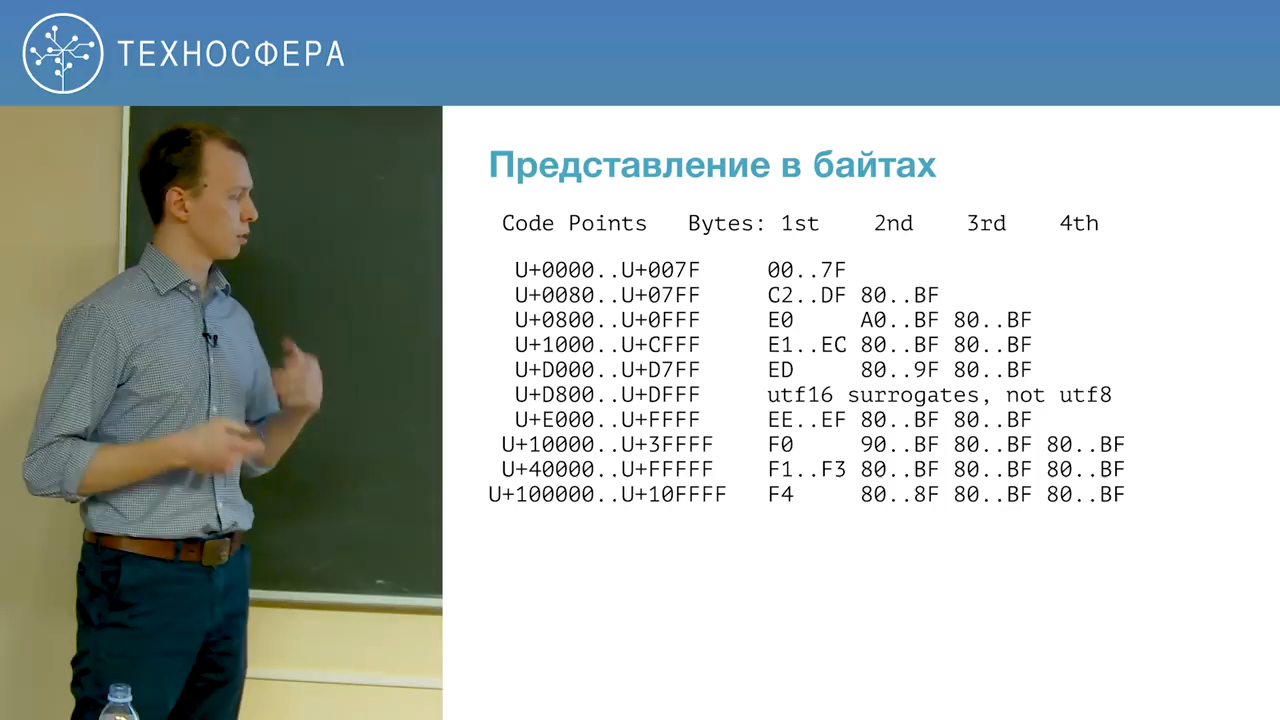 ТЕХНОСФЕРА
Представление в байтах
Code Points Bytes: 1st 2nd 3rd 4th
U+0000..U+007F 00..7F
U+0080..U+07FF C2..DF 80..BF
U+0800..U+0FFF E0 A0..BF 80..BF
U+1000..U+CFFF E1..EC 80..BF 80..BF
U+D000..U+D7FF ED 80..9F 80..BF
U+D800..U+DFFF utf16 surrogates, not utf8
U+E000..U+FFFF EE..EF 80..BF 80..BF
U+10000..U+3FFFF F0 90..BF 80..BF 80..BF
U+40000..U+FFFFF F1..F3 80..BF 80..BF 80..BF
U+100000..U+10FFFF F4 80..8F 80..BF 80..BF